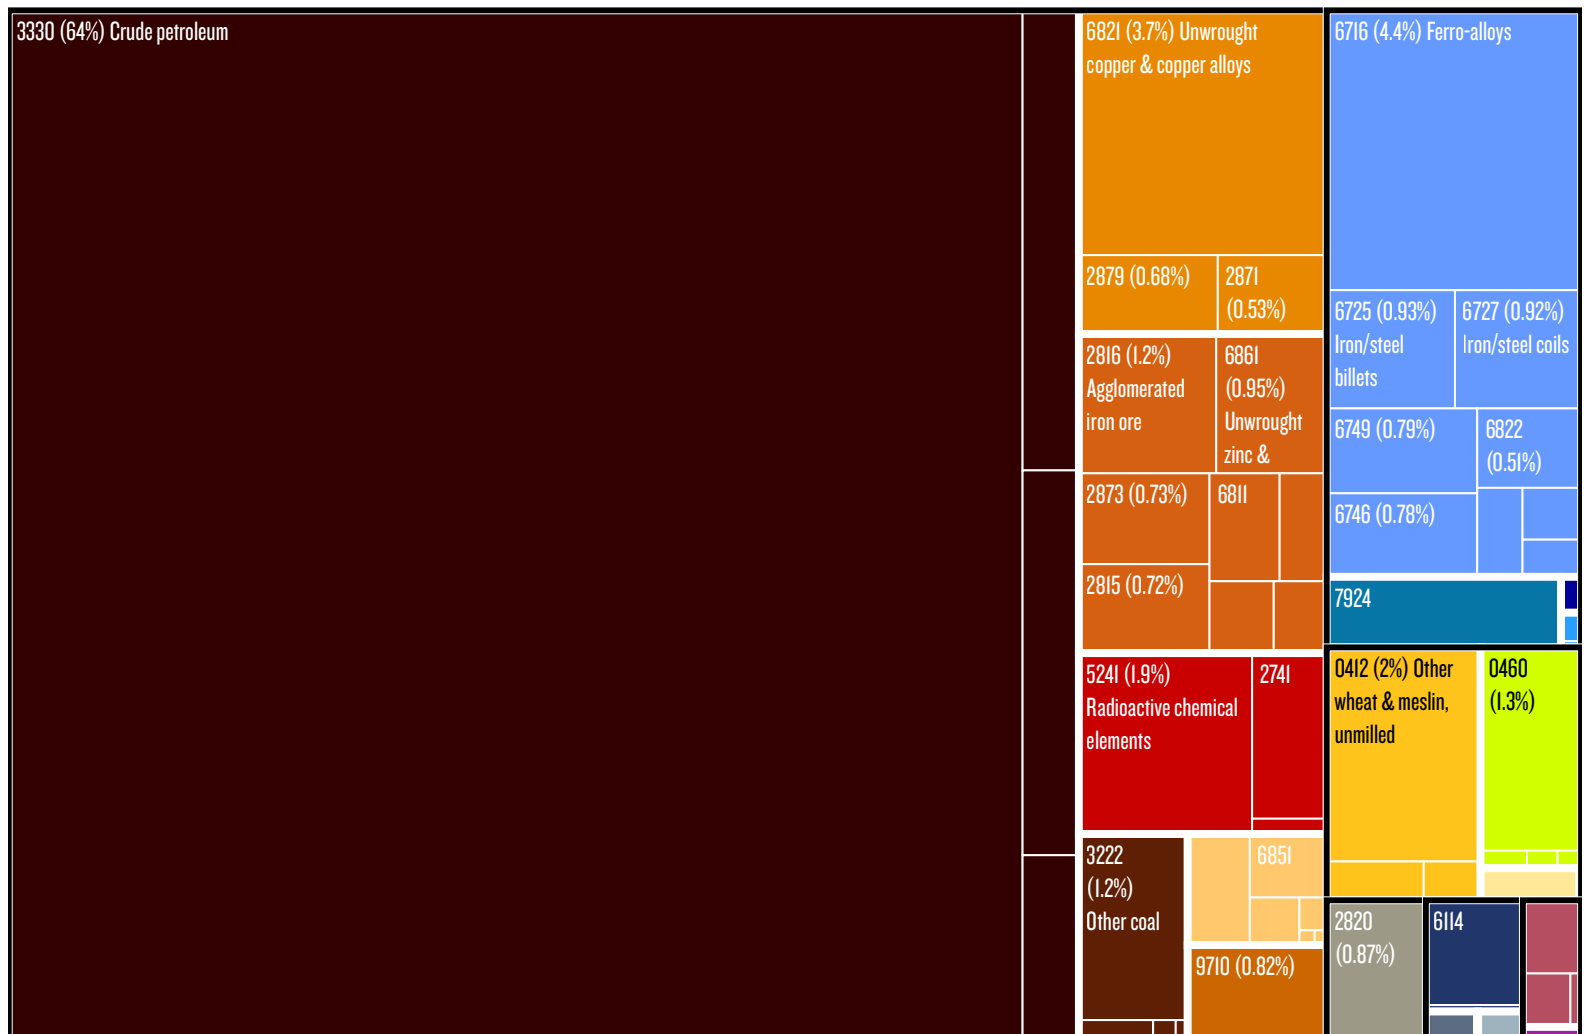 3330 (64%) Crude petroleum
6821 (3.7%) Unwrought
copper & copper alloys
2879 (0.68%)
2871
(0.53%)
2816 (1.2%)
Agglomerated
iron ore
6861
(0.95%)
Unwrought
zinc &
2873 (0.73%)
6811
2815 (0.72%)
5241 (1.9%)
Radioactive chemical
elements
2741
3222
(1.2%)
Other coal
6851
9710 (0.82%)
6716 (4.4%) Ferro-alloys
6725 (0.93%)
Iron/steel
billets
6727 (0.92%)
Iron/steel coils
6749 (0.79%)
6822
(0.51%)
6746 (0.78%)
7924
0412 (2%) Other
wheat & meslin,
unmilled
0460
(1.3%)
2820
(0.87%)
6114